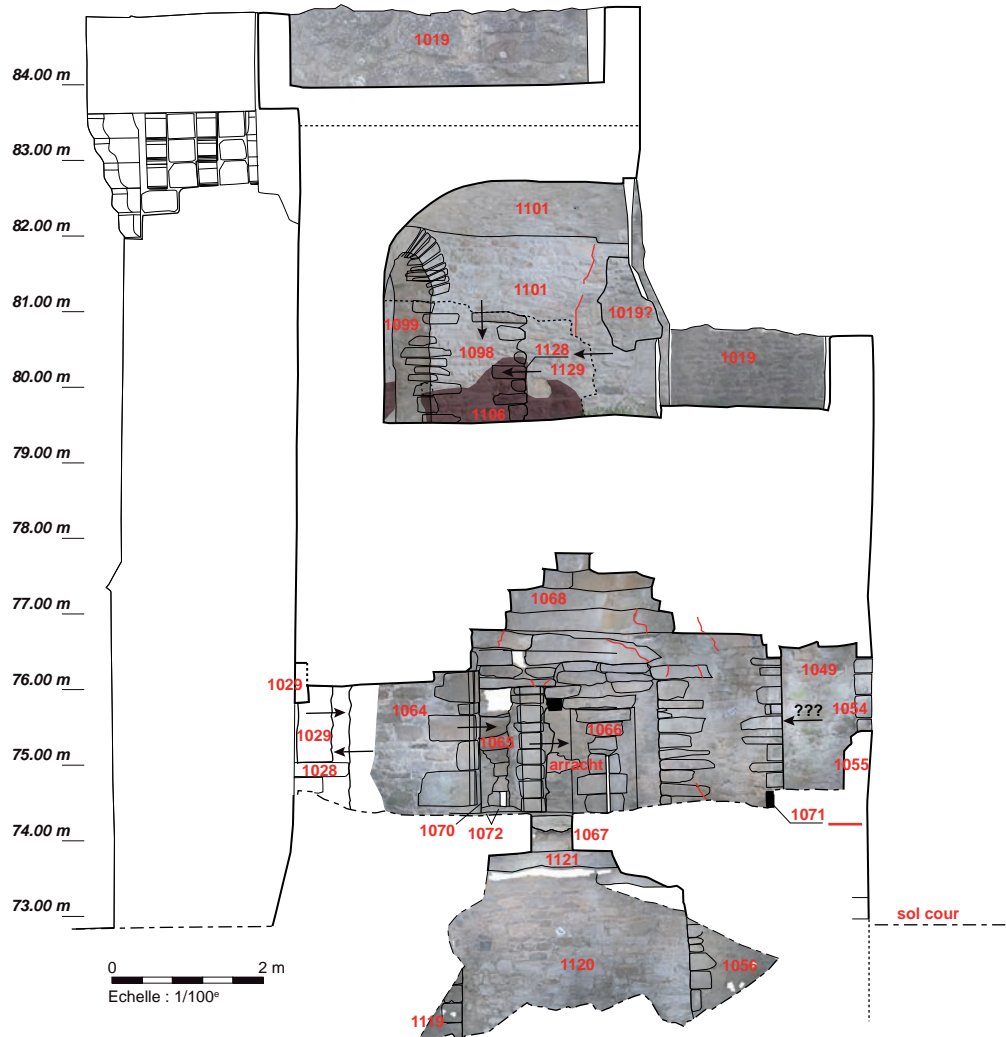 1019
84.00 m
83.00 m
82.00 m
1101
81.00 m
1101
1019?
1099
1098
1128
1019
80.00 m
1129
1106
79.00 m
78.00 m
77.00 m
1068
76.00 m
1029
1064
1049
1029
1065
1066
???
1054
75.00 m
1028
arracht
1055
74.00 m
1070
1072
1067
1071
1121
73.00 m
sol cour
0
2 m
Echelle : 1/100e
1120
1056
1119